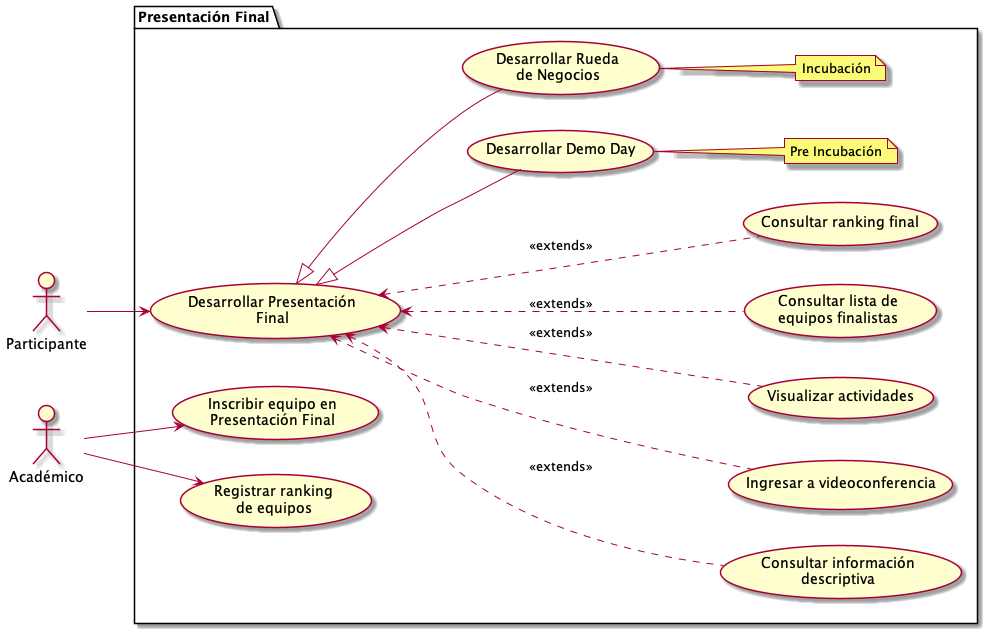 Presentación Final
Desarrollar Rueda
de Negocios
Incubación
Desarrollar Demo Day
Pre Incubación
Consultar ranking final
«extends»
Desarrollar Presentación
Final
Consultar lista de
equipos finalistas
«extends»
Participante
«extends»
Visualizar actividades
«extends»
Inscribir equipo en
Presentación Final
Académico
Ingresar a videoconferencia
«extends»
Registrar ranking
de equipos
Consultar información
descriptiva